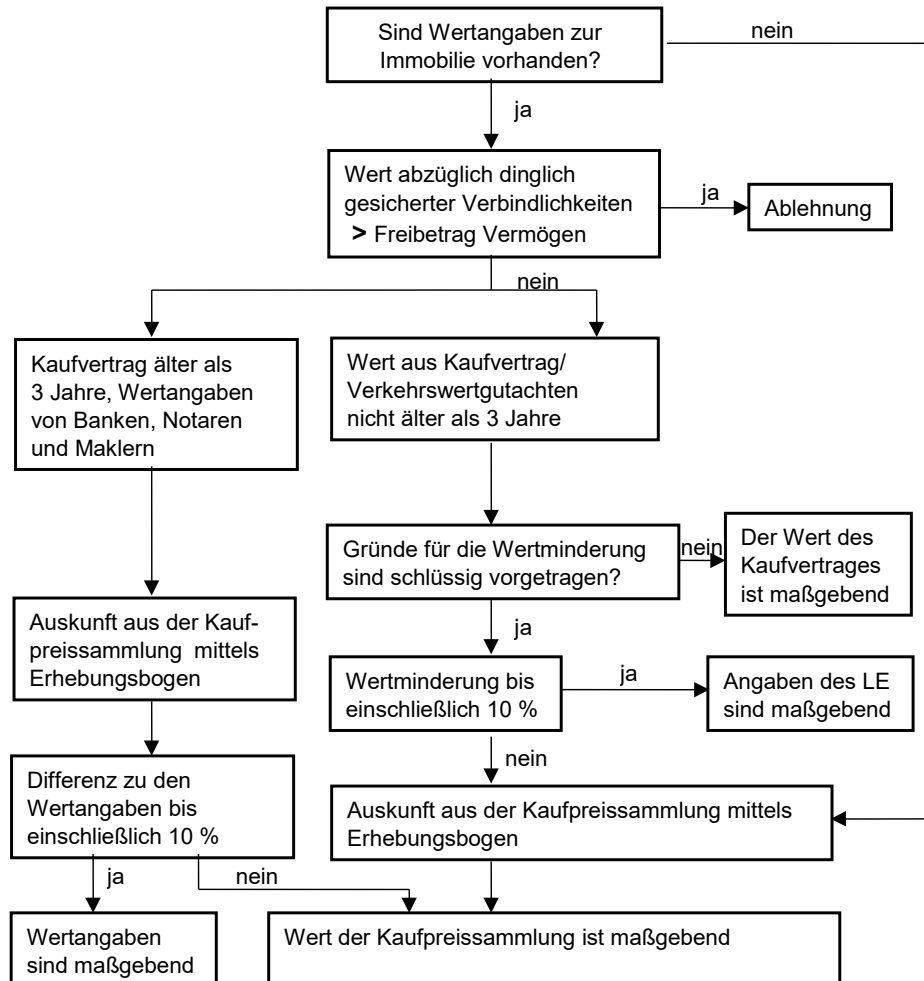 Sind Wertangaben zur
Immobilie vorhanden?
nein
ja
Wert abzüglich dinglich
gesicherter Verbindlichkeiten
> Freibetrag Vermögen
ja
Ablehnung
nein
Kaufvertrag älter als
3 Jahre, Wertangaben
von Banken, Notaren
und Maklern
Wert aus Kaufvertrag/
Verkehrswertgutachten
nicht älter als 3 Jahre
Gründe für die Wertminderung
sind schlüssig vorgetragen?
nein
Der Wert des
Kaufvertrages
ist maßgebend
Auskunft aus der Kauf-
preissammlung mittels
Erhebungsbogen
ja
Wertminderung bis
einschließlich 10 %
ja
Angaben des LE
sind maßgebend
nein
Differenz zu den
Wertangaben bis
einschließlich 10 %
Auskunft aus der Kaufpreissammlung mittels
Erhebungsbogen
ja
nein
Wertangaben
sind maßgebend
Wert der Kaufpreissammlung ist maßgebend